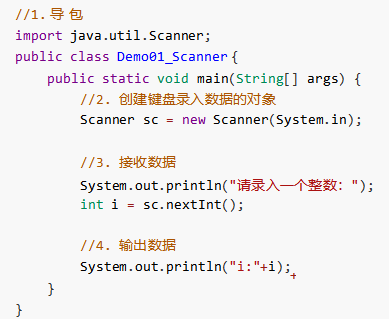 //1. 导 包
import java.util.Scanner;
public class Demo01_Scanner {
    public static void main(String[] args) {
        //2. 创建键盘录入数据的对象
        Scanner sc = new Scanner(System.in);

        //3. 接收数据
        System.out.println("请录入一个整数：");
        int i = sc.nextInt();

        //4. 输出数据
        System.out.println("i:"+i);
    }
}